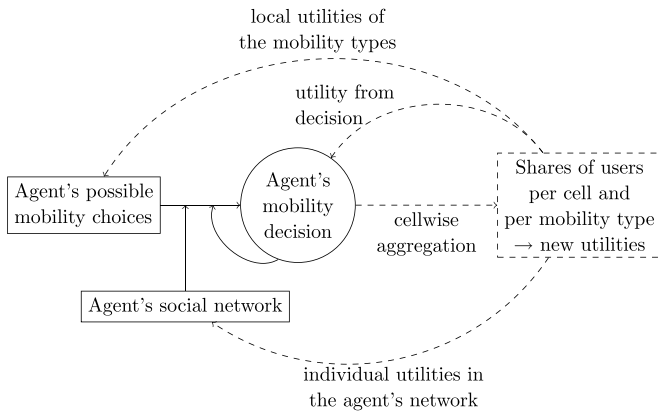 local utilities of
the mobility types
utility from
decision
Agent's possible
mobility choices
Agent's
mobility
decision
cellwise
aggregation
Shares of users
per cell and
per mobility type
→ new utilities
Agent's social network
individual utilities in
the agent's network